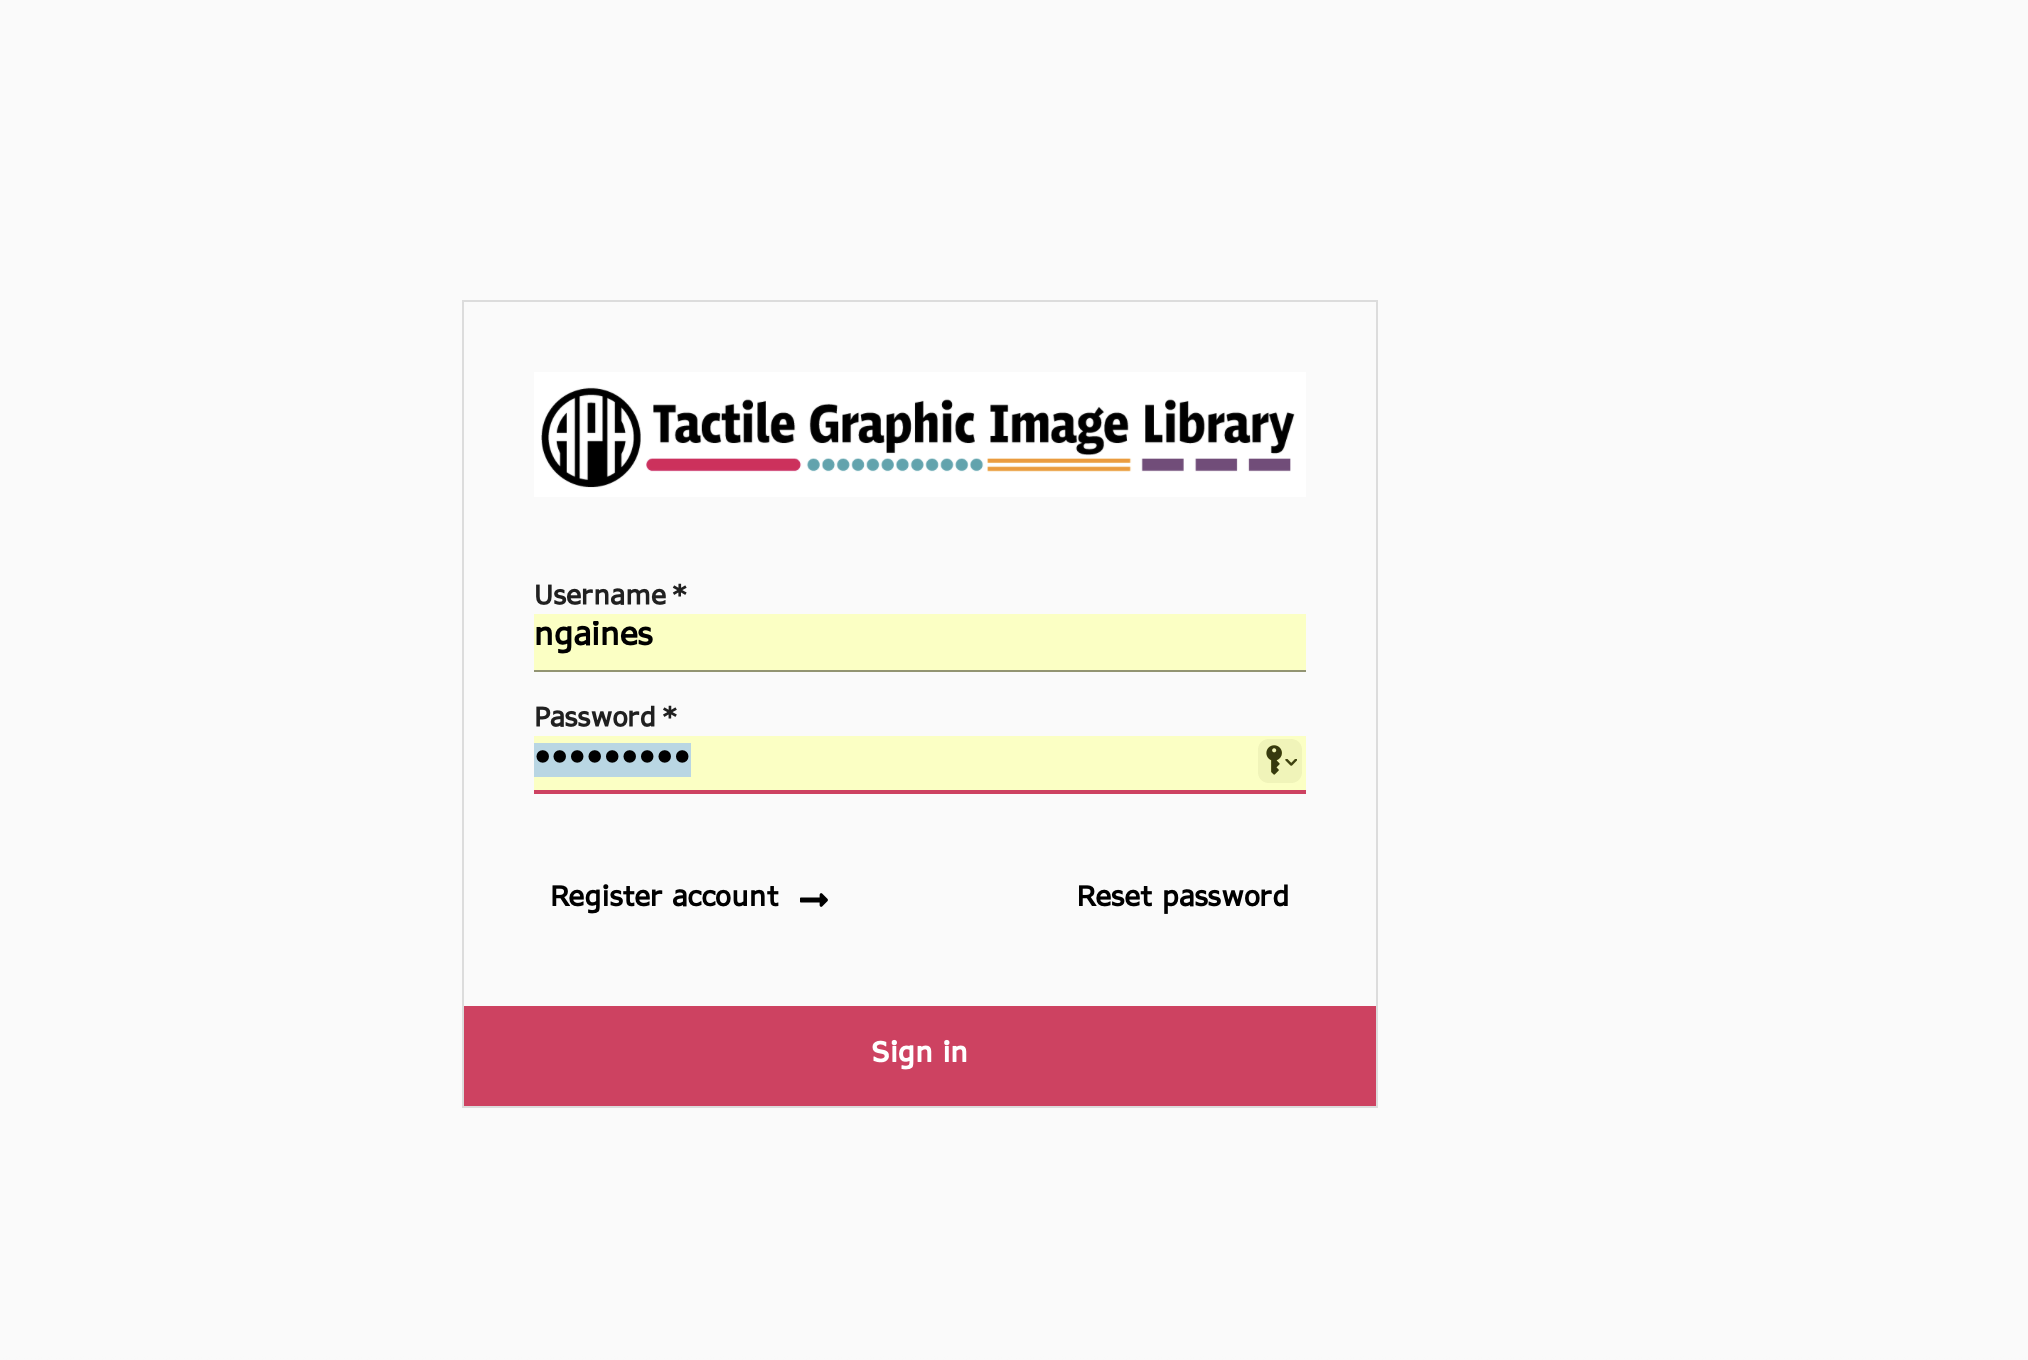 APH Tactile Graphic Image Library
Username *
ngaines
Password *
•••••••••
Register account →
Reset password
Sign in